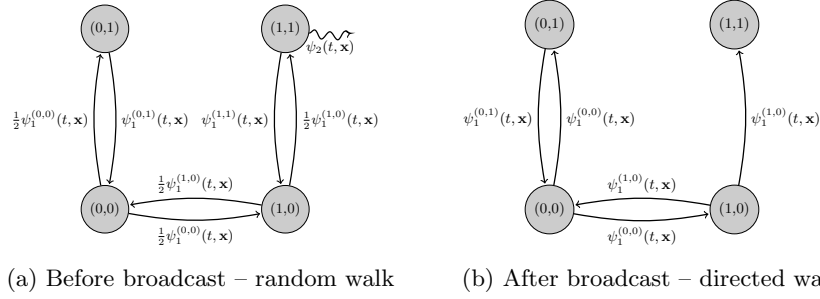 (0,1) (1,1) (0,1) (1,1)
ψ₂(t, x)
½ψ₁^(0,0)(t, x) ψ₁^(0,1)(t, x) ψ₁^(1,1)(t, x) ½ψ₁^(1,0)(t, x) ψ₁^(0,1)(t, x) ψ₁^(0,0)(t, x) ψ₁^(1,0)(t, x)
½ψ₁^(1,0)(t, x) ψ₁^(1,0)(t, x)
(0,0) (1,0) (0,0) (1,0)
½ψ₁^(0,0)(t, x) ψ₁^(0,0)(t, x)
(a) Before broadcast – random walk (b) After broadcast – directed wa